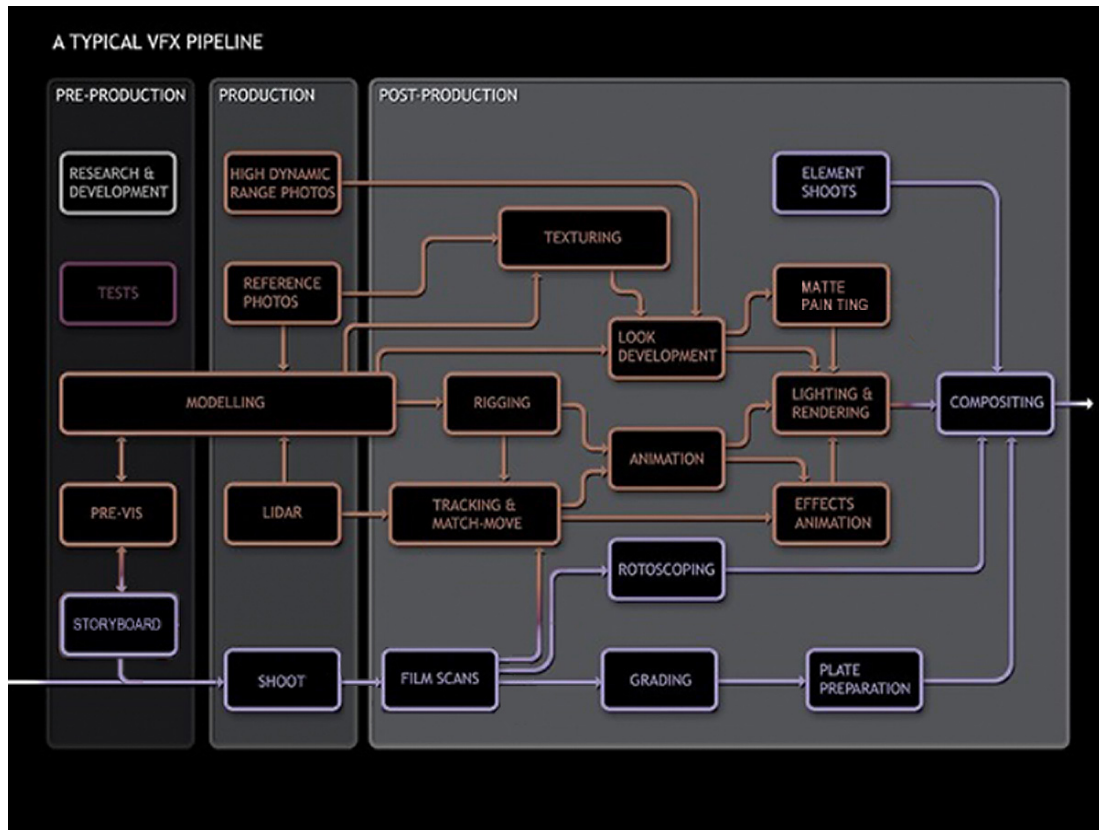 A TYPICAL VFX PIPELINE
PRE-PRODUCTION
RESEARCH &
DEVELOPMENT
TESTS
MODELLING
PRE-VIS
STORYBOARD
PRODUCTION
HIGH DYNAMIC
RANGE PHOTOS
REFERENCE
PHOTOS
LIDAR
SHOOT
POST-PRODUCTION
ELEMENT
SHOOTS
TEXTURING
MATTE
PAIN TING
LOOK
DEVELOPMENT
RIGGING
LIGHTING &
RENDERING
COMPOSITING
ANIMATION
TRACKING &
MATCH-MOVE
EFFECTS
ANIMATION
ROTOSCOPING
FILM SCANS
GRADING
PLATE
PREPARATION